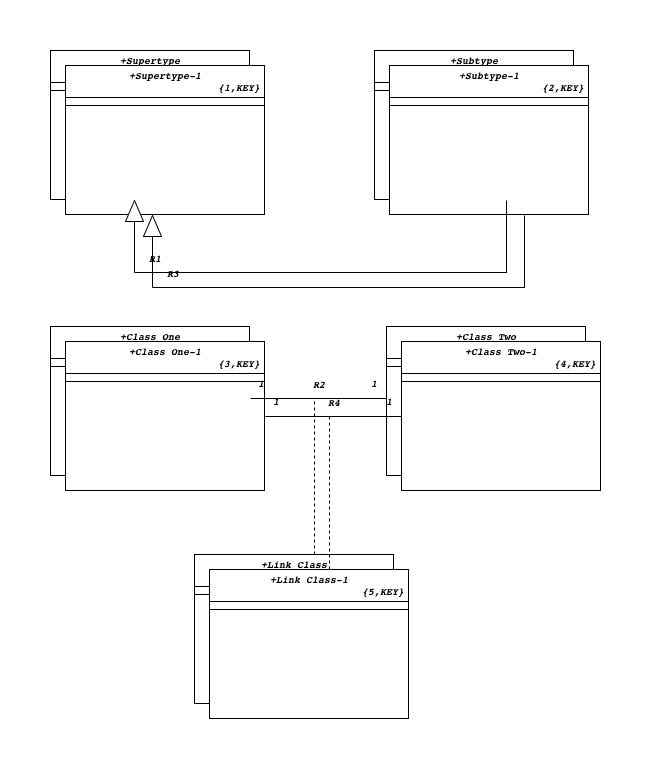 +Supertype
+Subtype
+Supertype-1
+Subtype-1
{1,KEY}
{2,KEY}
R1
R3
+Class One
+Class Two
+Class One-1
+Class Two-1
{3,KEY}
{4,KEY}
1
R2
1
1
R4
1
+Link Class
+Link Class-1
{5,KEY}